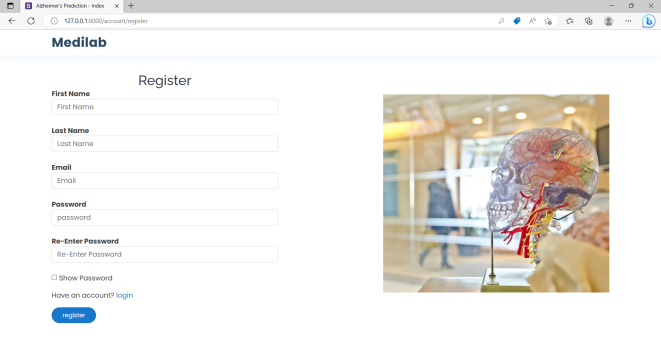 Alzheimer's Prediction - Index
127.0.0.1:8000/account/register
Medilab
Register
First Name
First Name
Last Name
Last Name
Email
Email
Password
password
Re-Enter Password
Re-Enter Password
Show Password
Have an account? login
register